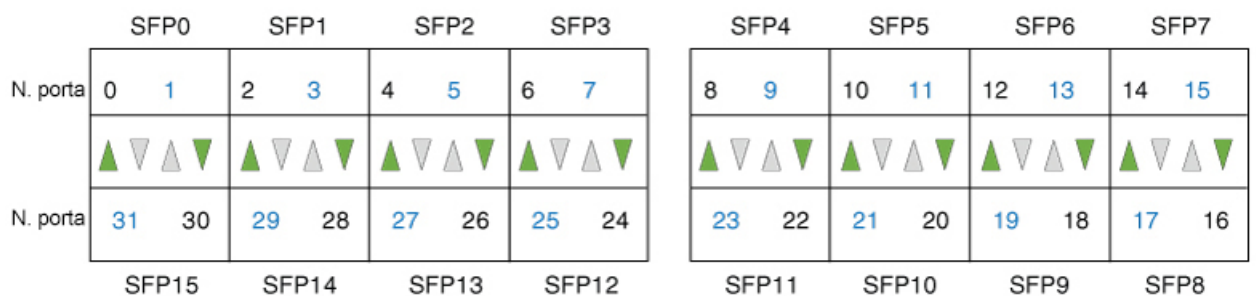 SFP0 SFP1 SFP2 SFP3 SFP4 SFP5 SFP6 SFP7
N. porta 0 1 2 3 4 5 6 7 8 9 10 11 12 13 14 15
N. porta 31 30 29 28 27 26 25 24 23 22 21 20 19 18 17 16
SFP15 SFP14 SFP13 SFP12 SFP11 SFP10 SFP9 SFP8